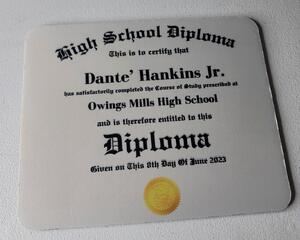 High School Diploma
This is to certify that
Dante' Hankins Jr.
has satisfactorily completed the Course of Study prescribed at
Owings Mills High School
and is therefore entitled to this
Diploma
Given on This 8th Day Of June 2023